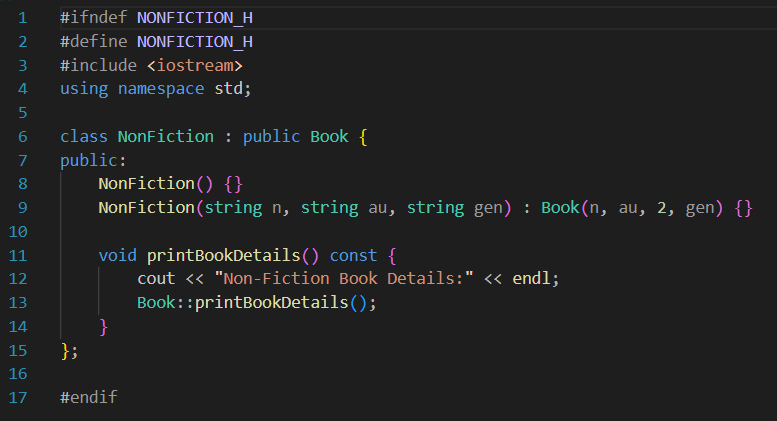 1 #ifndef NONFICTION_H
2 #define NONFICTION_H
3 #include <iostream>
4 using namespace std;
5
6 class NonFiction : public Book {
7 public:
8     NonFiction() {}
9     NonFiction(string n, string au, string gen) : Book(n, au, 2, gen) {}
10
11     void printBookDetails() const {
12         cout << "Non-Fiction Book Details:" << endl;
13         Book::printBookDetails();
14     }
15 };
16
17 #endif